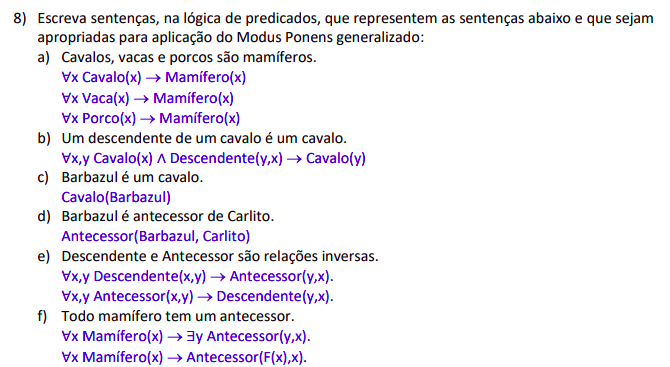 8) Escreva sentenças, na lógica de predicados, que representem as sentenças abaixo e que sejam
apropriadas para aplicação do Modus Ponens generalizado:
a) Cavalos, vacas e porcos são mamíferos.
∀x Cavalo(x) → Mamífero(x)
∀x Vaca(x) → Mamífero(x)
∀x Porco(x) → Mamífero(x)
b) Um descendente de um cavalo é um cavalo.
∀x,y Cavalo(x) Λ Descendente(y,x) → Cavalo(y)
c) Barbazul é um cavalo.
Cavalo(Barbazul)
d) Barbazul é antecessor de Carlito.
Antecessor(Barbazul, Carlito)
e) Descendente e Antecessor são relações inversas.
∀x,y Descendente(x,y) → Antecessor(y,x).
∀x,y Antecessor(x,y) → Descendente(y,x).
f) Todo mamífero tem um antecessor.
∀x Mamífero(x) → ∃y Antecessor(y,x).
∀x Mamífero(x) → Antecessor(F(x),x).